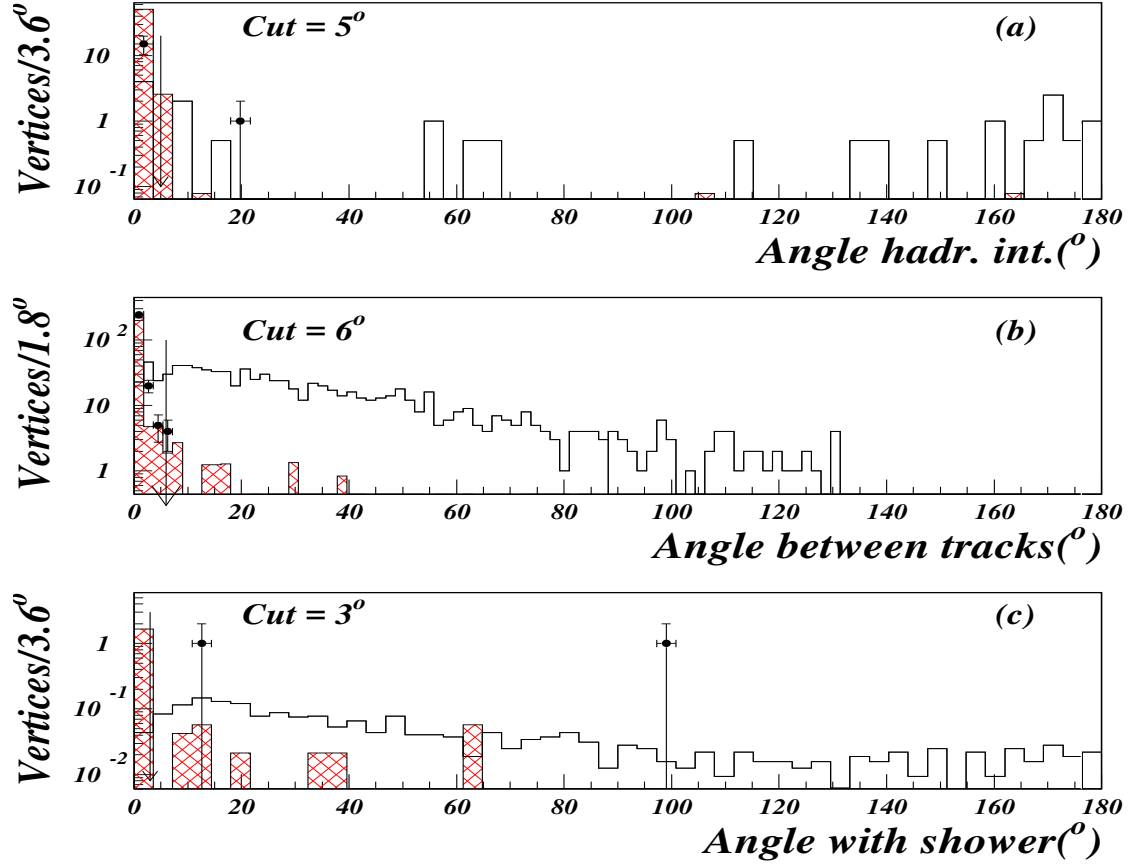 Cut = 5° (a)
Vertices/3.6°
10
1
10 -1
0 20 40 60 80 100 120 140 160 180
Angle hadr. int.(°)
Cut = 6° (b)
Vertices/1.8°
10 2
10
1
0 20 40 60 80 100 120 140 160 180
Angle between tracks(°)
Cut = 3° (c)
Vertices/3.6°
1
10 -1
10 -2
0 20 40 60 80 100 120 140 160 180
Angle with shower(°)